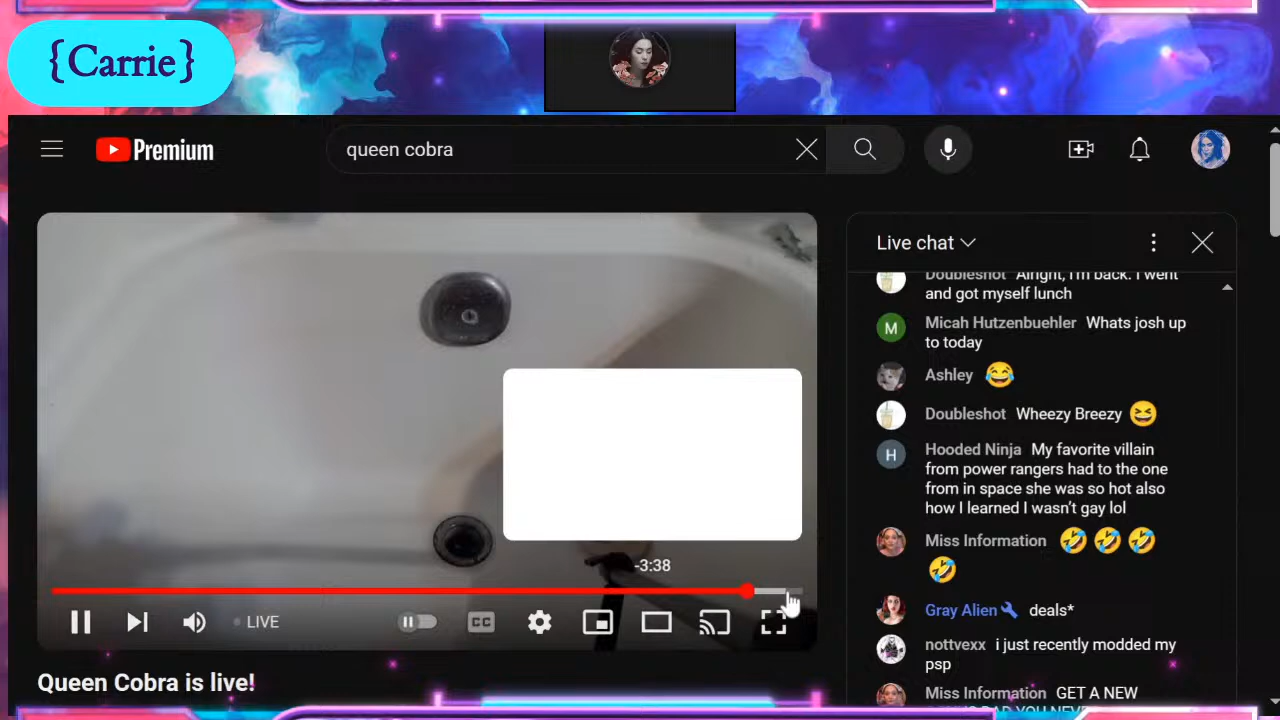 {Carrie}
Premium
queen cobra
Live chat
Doubleshot Alright, I'm back. I went
and got myself lunch
M
Micah Hutzenbuehler Whats josh up
to today
Ashley 😂
Doubleshot Wheezy Breezy 😆
H
Hooded Ninja My favorite villain
from power rangers had to the one
from in space she was so hot also
how I learned I wasn't gay lol
Miss Information 🤣 🤣 🤣
🤣
Gray Alien deals*
nottvexx i just recently modded my
psp
Miss Information GET A NEW
-3:38
LIVE
CC
Queen Cobra is live!